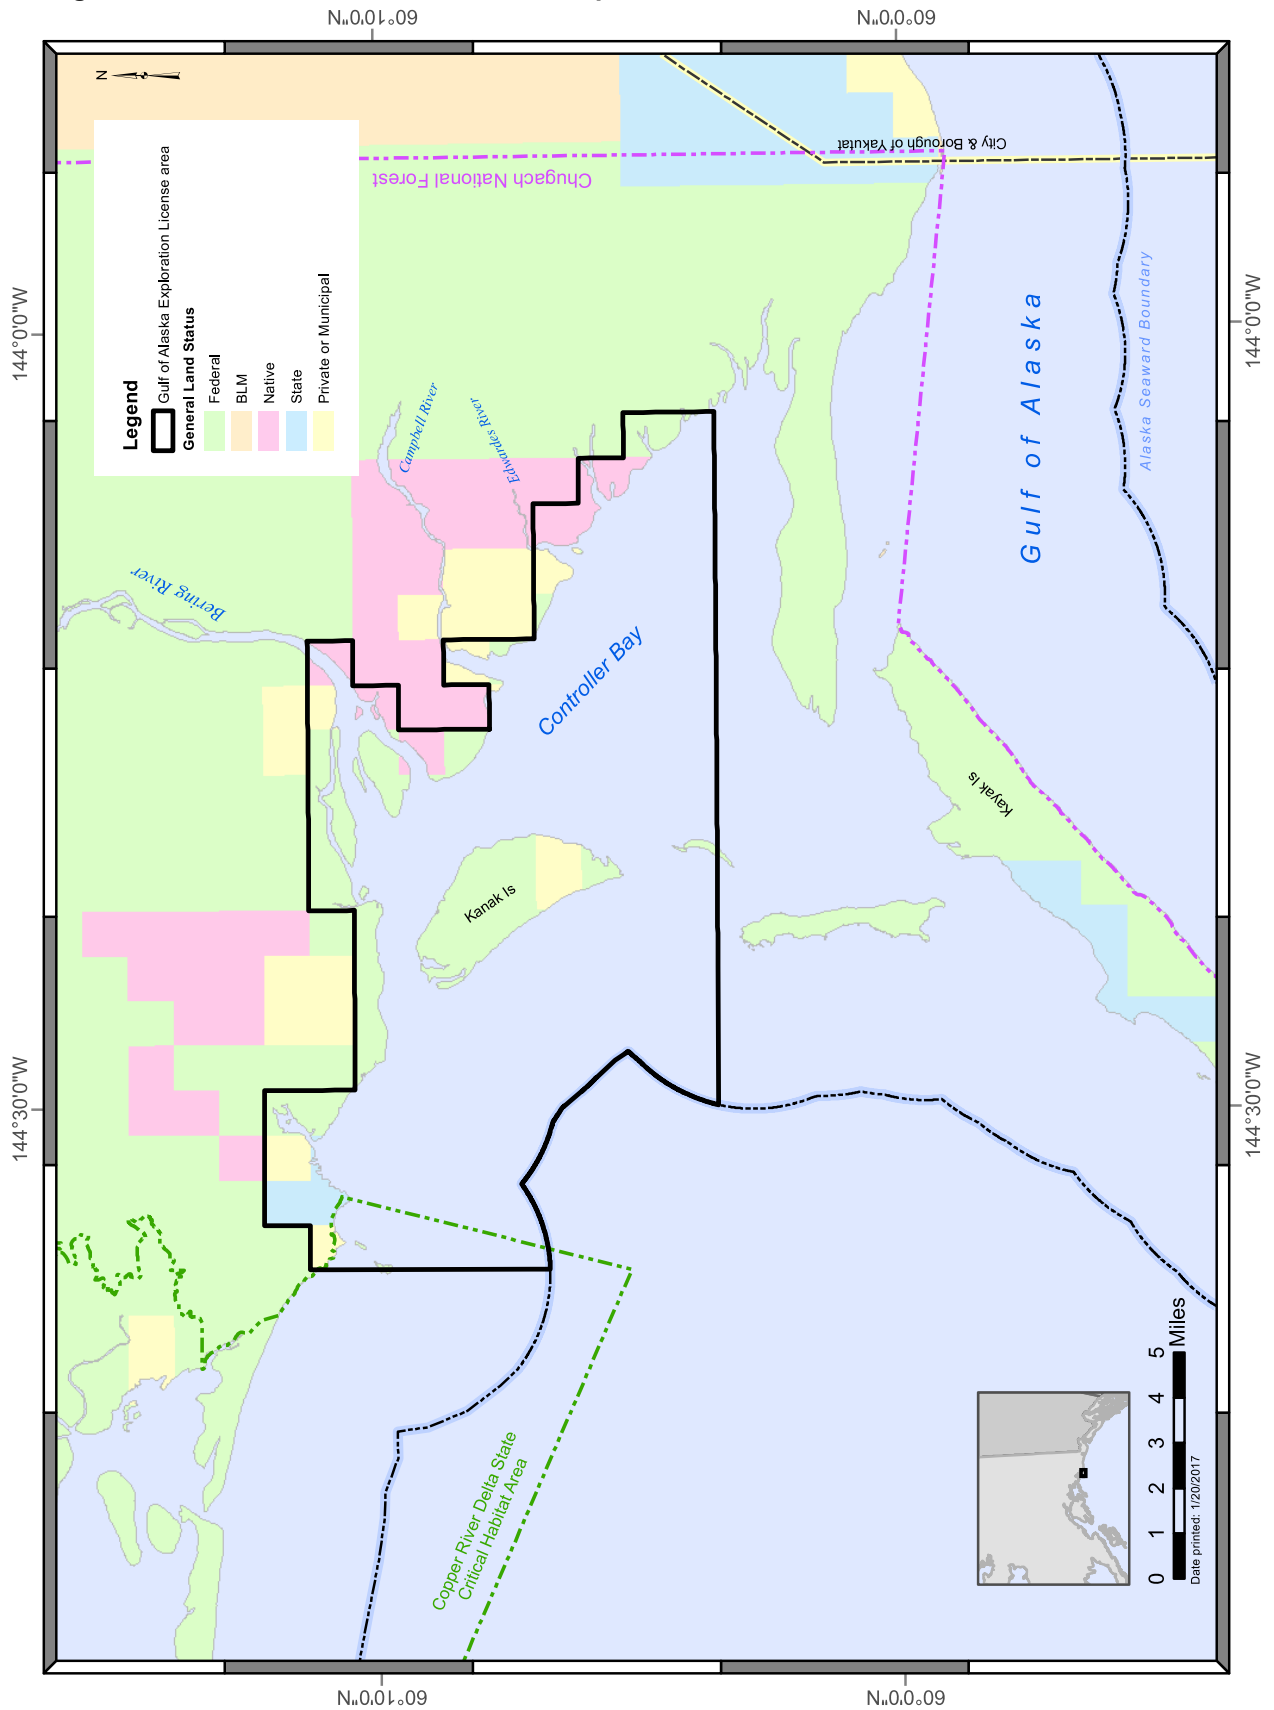 144°30'0"W
144°0'0"W
60°10'0"N
60°0'0"N
60°10'0"N
60°0'0"N
144°30'0"W
144°0'0"W
N
Legend
Gulf of Alaska Exploration License area
General Land Status
Federal
BLM
Native
State
Private or Municipal
Chugach National Forest
City & Borough of Yakutat
Bering River
Campbell River
Edwardes River
Controller Bay
Kanak Is
Kayak Is
Gulf of Alaska
Alaska Seaward Boundary
Copper River Delta State
Critical Habitat Area
0 1 2 3 4 5
Miles
Date printed: 1/20/2017